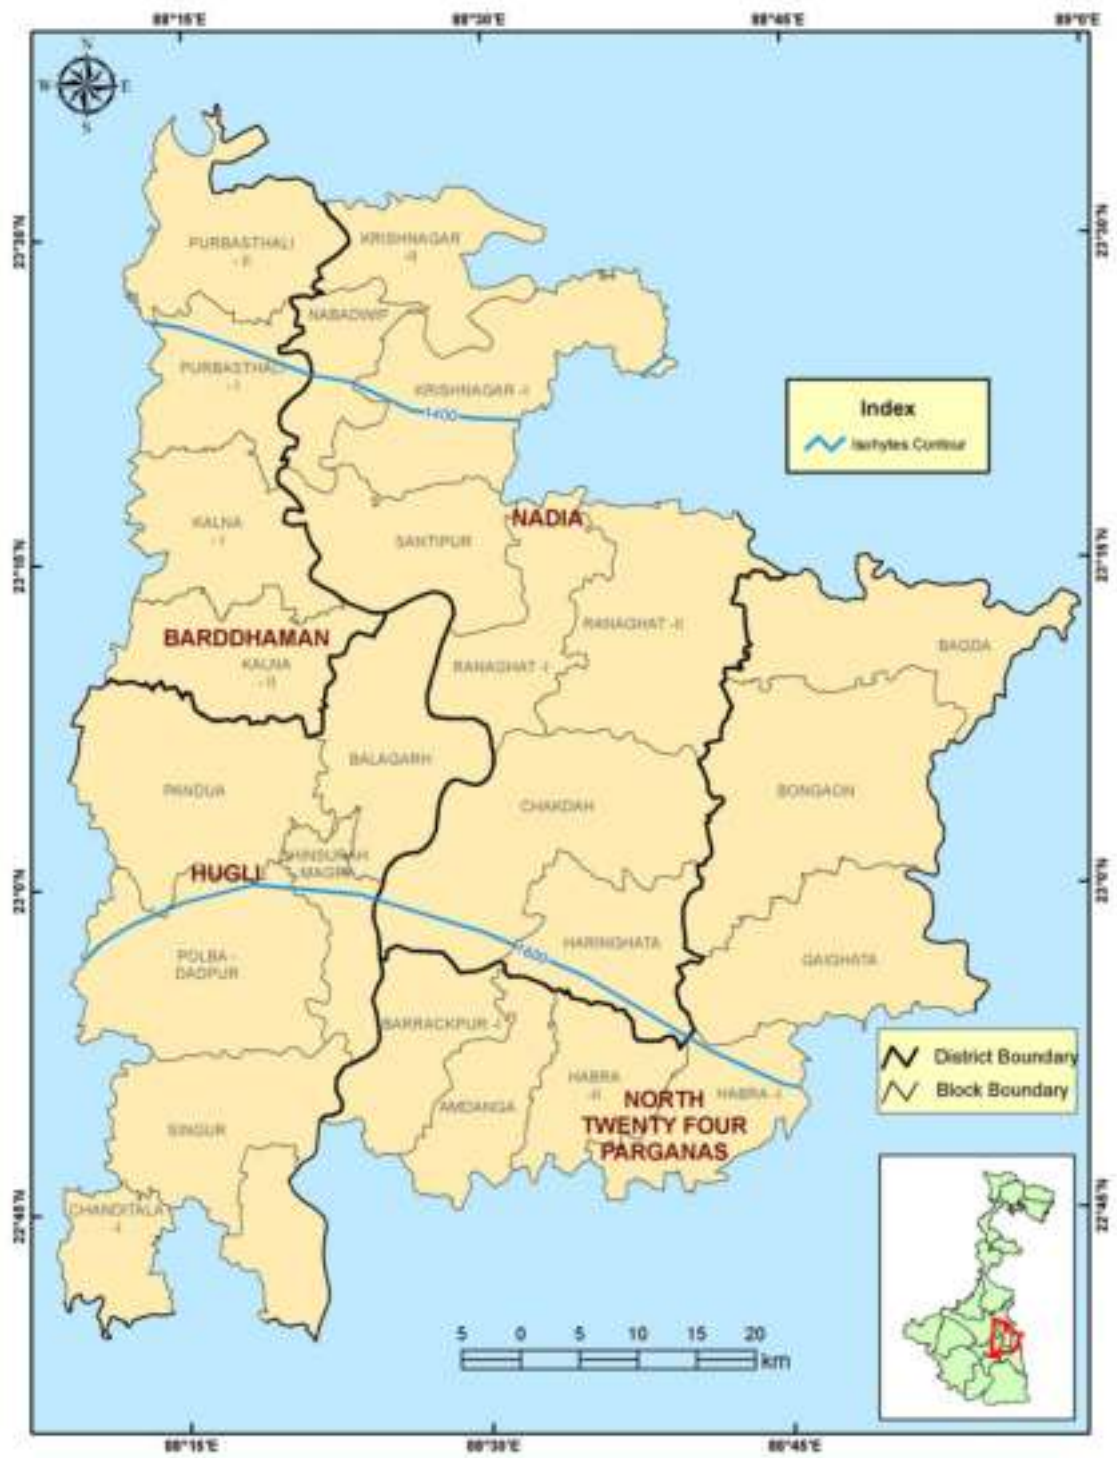 88°15'E 88°30'E 88°45'E 89°0'E
N
W E
S
23°30'N 23°30'N
PURBASTHALI
- II
KRISHNAGAR
-II
NABADWIP
PURBASTHALI
- I
KRISHNAGAR -I
1400
Index
Isohytes Contour
KALNA
- I
NADIA
SANTIPUR
23°15'N 23°15'N
RANAGHAT -II
BARDDHAMAN
KALNA
- II
RANAGHAT -I
BAGDA
BALAGARH
PANDUA
CHAKDAH
BONGAON
CHINSURAH
MAGRA
HUGLI
23°0'N 23°0'N
HARINGHATA
1600
POLBA -
DADPUR
GAIGHATA
BARRACKPUR -I
District Boundary
Block Boundary
HABRA
-II
HABRA -I
AMDANGA
NORTH
TWENTY FOUR
PARGANAS
SINGUR
CHANDITALA
-I
22°45'N 22°45'N
5 0 5 10 15 20
km
88°15'E 88°30'E 88°45'E